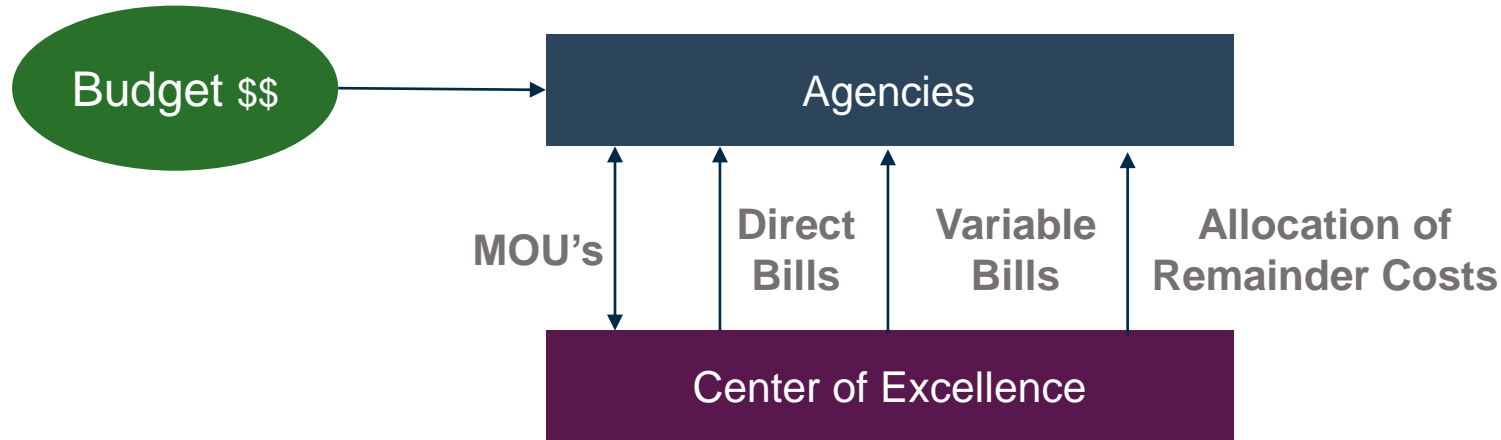 Budget $$
Agencies
MOU’s
Direct
Bills
Variable
Bills
Allocation of
Remainder Costs
Center of Excellence